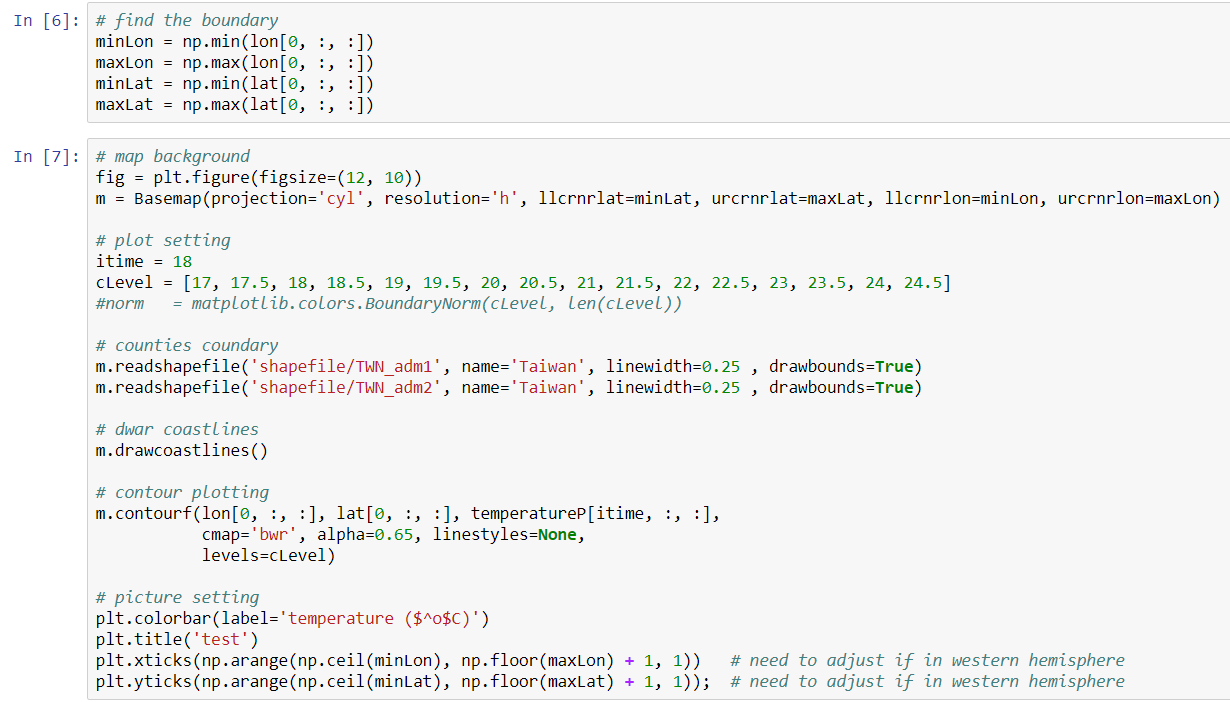 In [6]: # find the boundary
minLon = np.min(lon[0, :, :])
maxLon = np.max(lon[0, :, :])
minLat = np.min(lat[0, :, :])
maxLat = np.max(lat[0, :, :])
In [7]: # map background
fig = plt.figure(figsize=(12, 10))
m = Basemap(projection='cyl', resolution='h', llcrnrlat=minLat, urcrnrlat=maxLat, llcrnrlon=minLon, urcrnrlon=maxLon)
# plot setting
itime = 18
cLevel = [17, 17.5, 18, 18.5, 19, 19.5, 20, 20.5, 21, 21.5, 22, 22.5, 23, 23.5, 24, 24.5]
#norm   = matplotlib.colors.BoundaryNorm(cLevel, len(cLevel))
# counties coundary
m.readshapefile('shapefile/TWN_adm1', name='Taiwan', linewidth=0.25 , drawbounds=True)
m.readshapefile('shapefile/TWN_adm2', name='Taiwan', linewidth=0.25 , drawbounds=True)
# dwar coastlines
m.drawcoastlines()
# contour plotting
m.contourf(lon[0, :, :], lat[0, :, :], temperatureP[itime, :, :],
           cmap='bwr', alpha=0.65, linestyles=None,
           levels=cLevel)
# picture setting
plt.colorbar(label='temperature ($^o$C)')
plt.title('test')
plt.xticks(np.arange(np.ceil(minLon), np.floor(maxLon) + 1, 1))   # need to adjust if in western hemisphere
plt.yticks(np.arange(np.ceil(minLat), np.floor(maxLat) + 1, 1));  # need to adjust if in western hemisphere